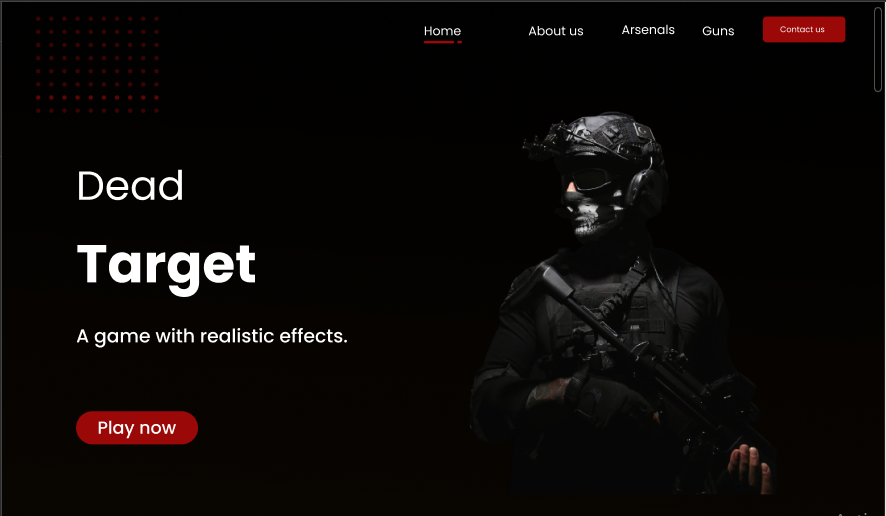 Home About us Arsenals Guns Contact us
Dead
Target
A game with realistic effects.
Play now